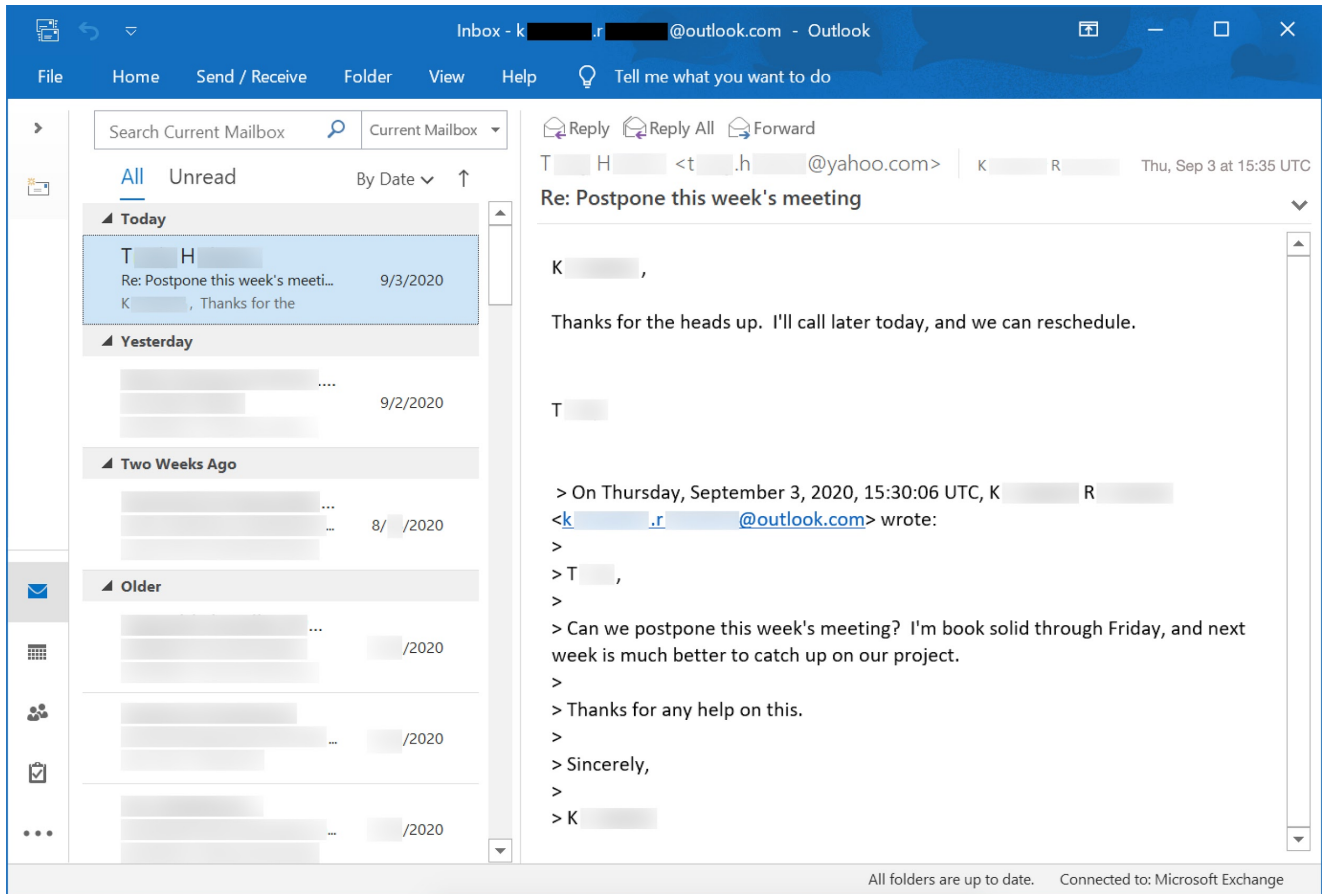 Inbox - k .r @outlook.com - Outlook
File Home Send / Receive Folder View Help Tell me what you want to do
Search Current Mailbox Current Mailbox
All Unread By Date
Today
T H
Re: Postpone this week's meeti... 9/3/2020
K , Thanks for the
Yesterday
....
9/2/2020
Two Weeks Ago
...
... 8/ /2020
Older
...
/2020
... /2020
... /2020
Reply Reply All Forward
T H <t .h @yahoo.com> K R Thu, Sep 3 at 15:35 UTC
Re: Postpone this week's meeting
K ,
Thanks for the heads up. I'll call later today, and we can reschedule.
T
> On Thursday, September 3, 2020, 15:30:06 UTC, K R
<k .r @outlook.com> wrote:
>
> T ,
>
> Can we postpone this week's meeting? I'm book solid through Friday, and next
week is much better to catch up on our project.
>
> Thanks for any help on this.
>
> Sincerely,
>
> K
All folders are up to date. Connected to: Microsoft Exchange